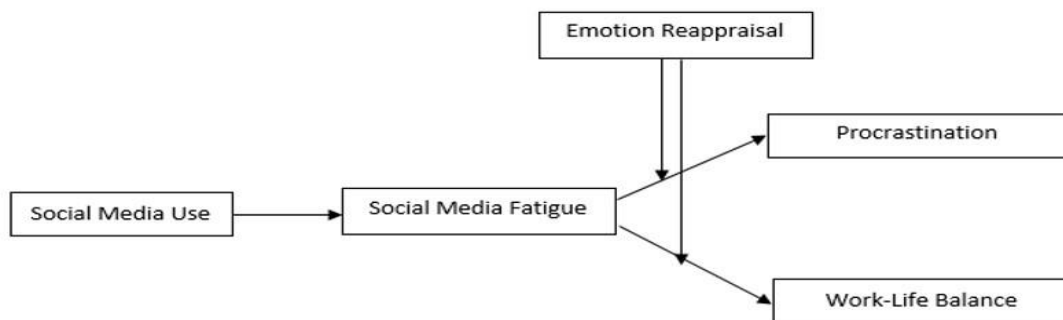 Emotion Reappraisal
Procrastination
Social Media Use
Social Media Fatigue
Work-Life Balance